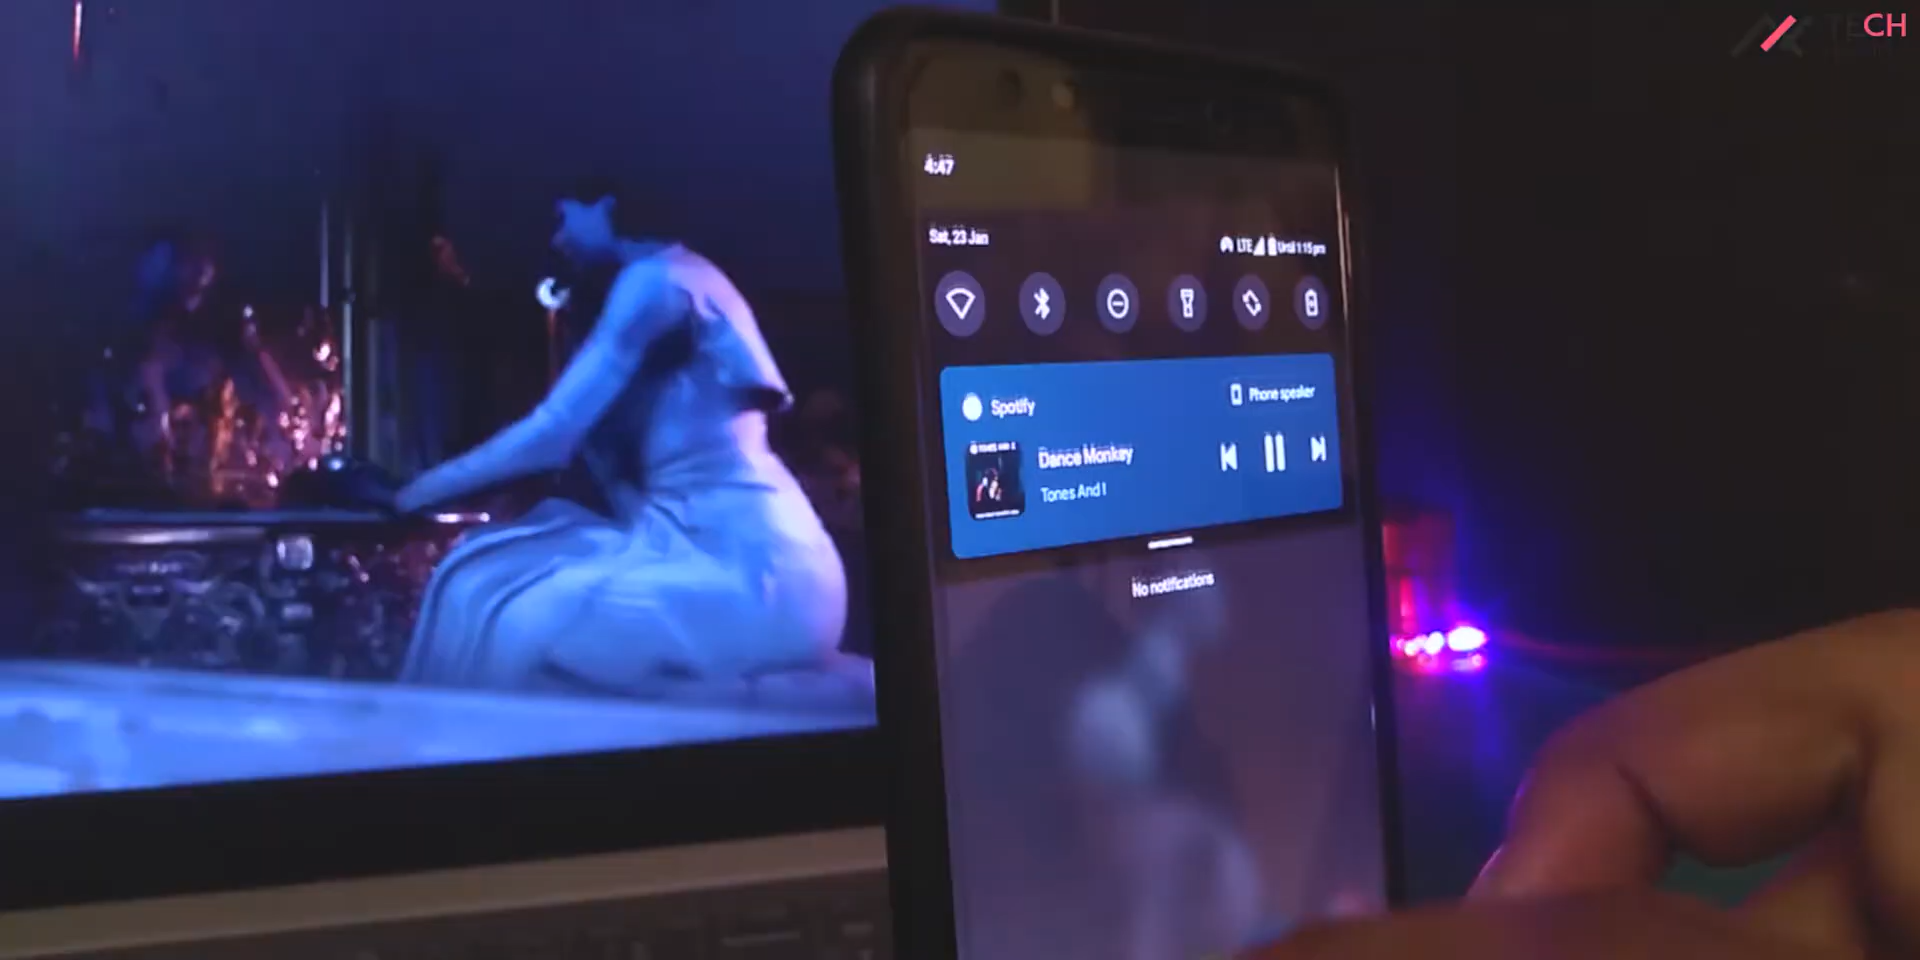 TECH
4:47
Sat, 23 Jan
LTE Until 1:15 pm
Spotify
Phone speaker
Dance Monkey
Tones And I
No notifications